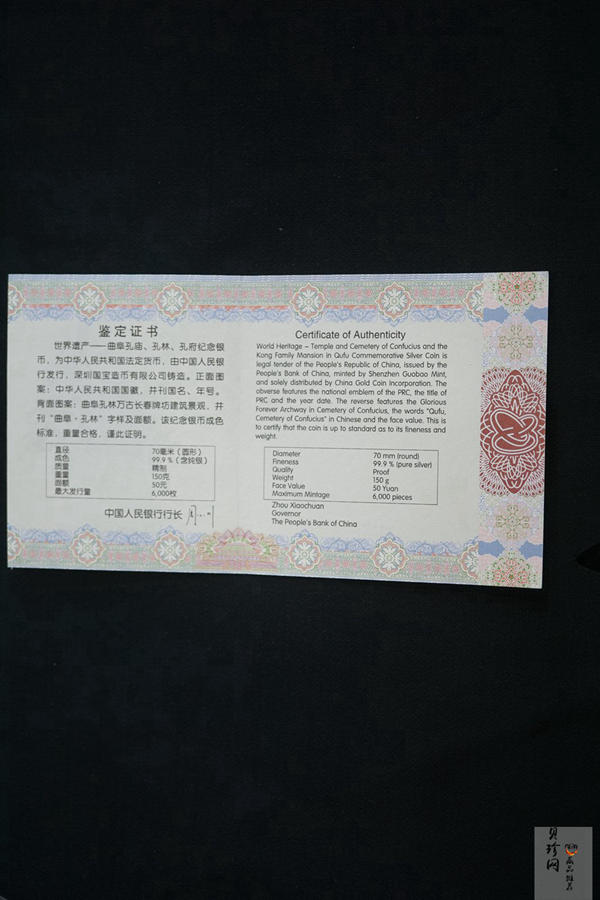 鉴定证书
世界遗产——曲阜孔庙、孔林、孔府纪念银
币，为中华人民共和国法定货币，由中国人民银
行发行，深圳国宝造币有限公司铸造。正面图
案：中华人民共和国国徽，并刊国名、年号。
背面图案：曲阜孔林万古长春牌坊建筑景观，并
刊“曲阜·孔林”字样及面额。该纪念银币成色
标准，重量合格，谨此证明。
直径 70毫米（圆形）
成色 99.9％（含纯银）
质量 精制
重量 150克
面额 50元
最大发行量 6,000枚
中国人民银行行长
Certificate of Authenticity
World Heritage – Temple and Cemetery of Confucius and the
Kong Family Mansion in Qufu Commemorative Silver Coin is
legal tender of the People's Republic of China, issued by the
People's Bank of China, minted by Shenzhen Guobao Mint,
and solely distributed by China Gold Coin Incorporation. The
obverse features the national emblem of the PRC, the title of
PRC and the year date. The reverse features the Glorious
Forever Archway in Cemetery of Confucius, the words "Qufu,
Cemetery of Confucius" in Chinese and the face value. This is
to certify that the coin is up to standard as to its fineness and
weight.
Diameter 70 mm (round)
Fineness 99.9 % (pure silver)
Quality Proof
Weight 150 g
Face Value 50 Yuan
Maximum Mintage 6,000 pieces
Zhou Xiaochuan
Governor
The People's Bank of China
贝珍网